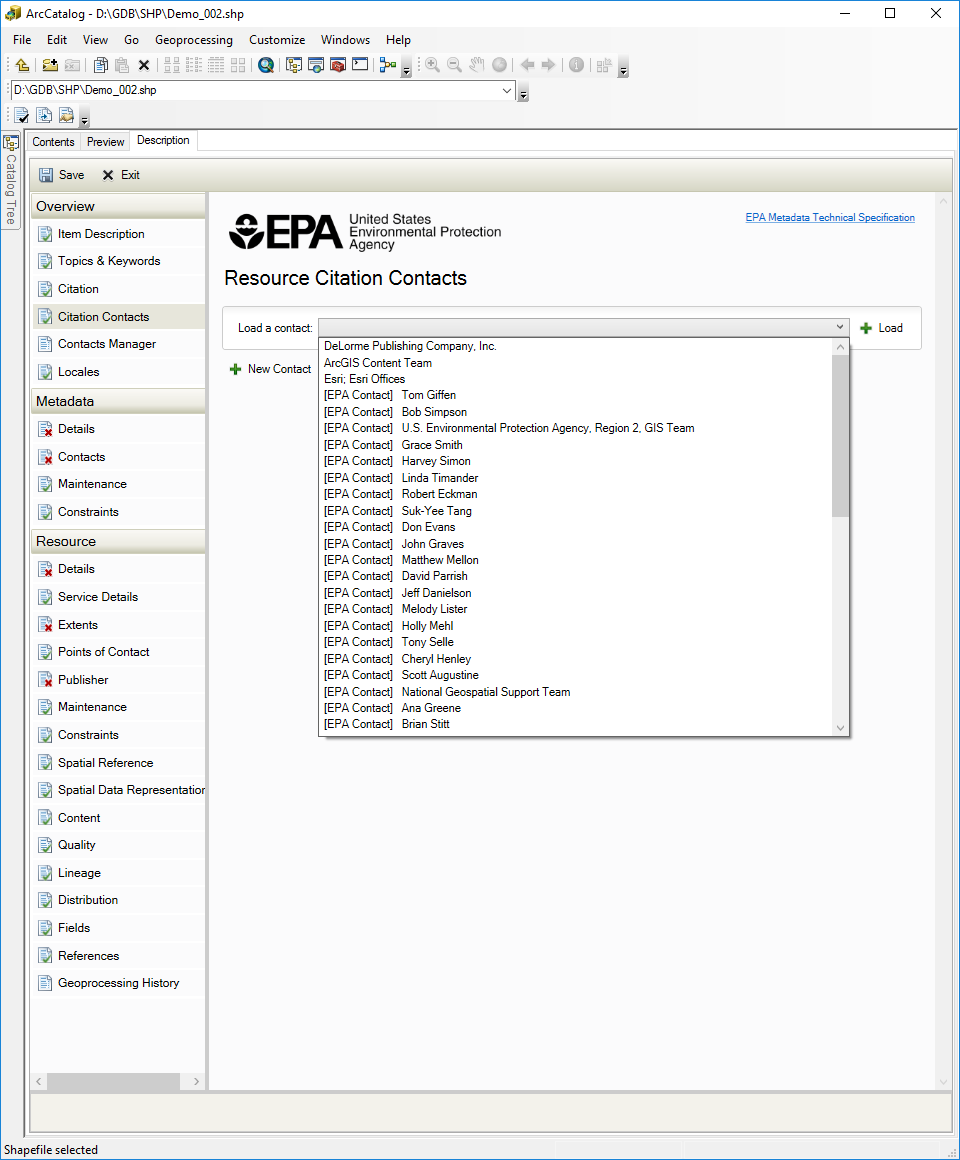 ArcCatalog - D:\GDB\SHP\Demo_002.shp
File Edit View Go Geoprocessing Customize Windows Help
D:\GDB\SHP\Demo_002.shp
Catalog Tree
Contents Preview Description
Save Exit
Overview
Item Description
Topics & Keywords
Citation
Citation Contacts
Contacts Manager
Locales
Metadata
Details
Contacts
Maintenance
Constraints
Resource
Details
Service Details
Extents
Points of Contact
Publisher
Maintenance
Constraints
Spatial Reference
Spatial Data Representation
Content
Quality
Lineage
Distribution
Fields
References
Geoprocessing History
EPA
United States
Environmental Protection
Agency
EPA Metadata Technical Specification
Resource Citation Contacts
Load a contact: Load
New Contact
DeLorme Publishing Company, Inc.
ArcGIS Content Team
Esri; Esri Offices
[EPA Contact] Tom Giffen
[EPA Contact] Bob Simpson
[EPA Contact] U.S. Environmental Protection Agency, Region 2, GIS Team
[EPA Contact] Grace Smith
[EPA Contact] Harvey Simon
[EPA Contact] Linda Timander
[EPA Contact] Robert Eckman
[EPA Contact] Suk-Yee Tang
[EPA Contact] Don Evans
[EPA Contact] John Graves
[EPA Contact] Matthew Mellon
[EPA Contact] David Parrish
[EPA Contact] Jeff Danielson
[EPA Contact] Melody Lister
[EPA Contact] Holly Mehl
[EPA Contact] Tony Selle
[EPA Contact] Cheryl Henley
[EPA Contact] Scott Augustine
[EPA Contact] National Geospatial Support Team
[EPA Contact] Ana Greene
[EPA Contact] Brian Stitt
Shapefile selected